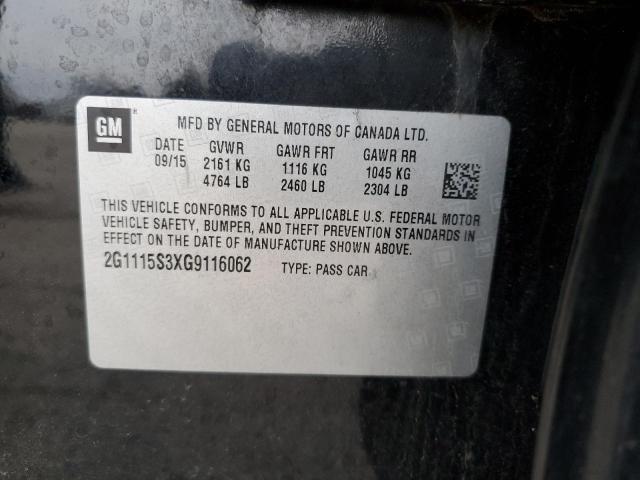 GM
MFD BY GENERAL MOTORS OF CANADA LTD.
DATE GVWR GAWR FRT GAWR RR
09/15 2161 KG 1116 KG 1045 KG
4764 LB 2460 LB 2304 LB
THIS VEHICLE CONFORMS TO ALL APPLICABLE U.S. FEDERAL MOTOR
VEHICLE SAFETY, BUMPER, AND THEFT PREVENTION STANDARDS IN
EFFECT ON THE DATE OF MANUFACTURE SHOWN ABOVE.
2G1115S3XG9116062 TYPE: PASS CAR